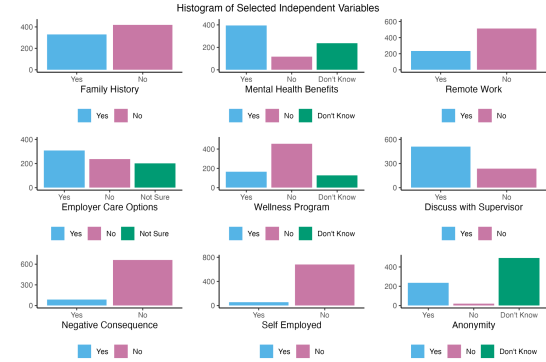 Histogram of Selected Independent Variables
400
200
0
Yes
No
Family History
Yes
No
400
200
0
Yes
No
Don't Know
Mental Health Benefits
Yes
No
Don't Know
600
400
200
0
Yes
No
Remote Work
Yes
No
400
200
0
Yes
No
Not Sure
Employer Care Options
Yes
No
Not Sure
400
200
0
Yes
No
Don't Know
Wellness Program
Yes
No
Don't Know
600
300
0
Yes
No
Discuss with Supervisor
Yes
No
600
300
0
Yes
No
Negative Consequence
Yes
No
800
400
0
Yes
No
Self Employed
Yes
No
400
200
0
Yes
No
Don't Know
Anonymity
Yes
No
Don't Know